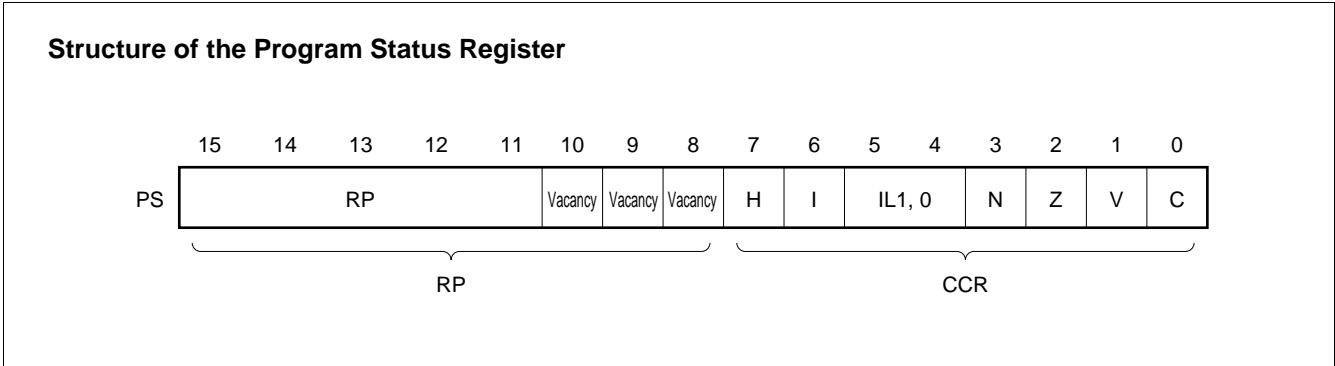 Structure of the Program Status Register
15 14 13 12 11 10 9 8 7 6 5 4 3 2 1 0
PS RP Vacancy Vacancy Vacancy H I IL1, 0 N Z V C
RP CCR